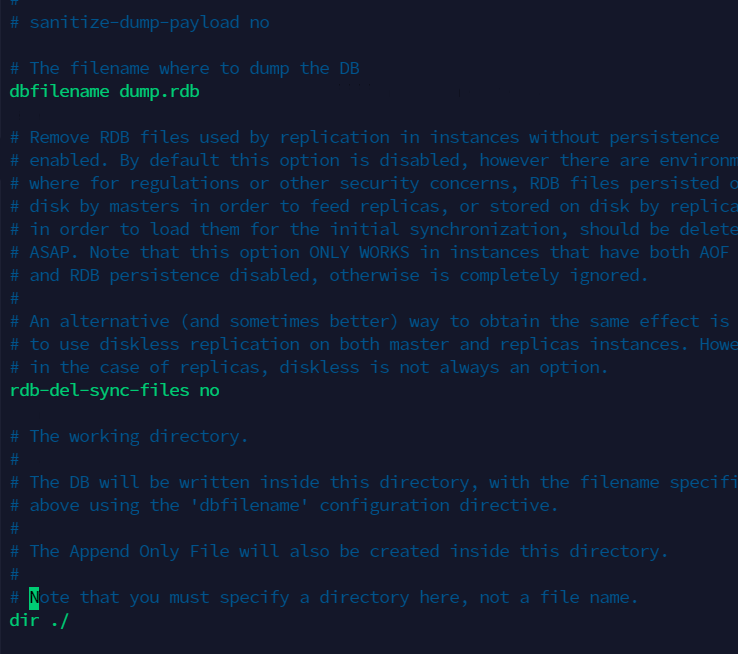 #
# sanitize-dump-payload no
# The filename where to dump the DB
dbfilename dump.rdb
# Remove RDB files used by replication in instances without persistence
# enabled. By default this option is disabled, however there are environm
# where for regulations or other security concerns, RDB files persisted o
# disk by masters in order to feed replicas, or stored on disk by replica
# in order to load them for the initial synchronization, should be delete
# ASAP. Note that this option ONLY WORKS in instances that have both AOF
# and RDB persistence disabled, otherwise is completely ignored.
#
# An alternative (and sometimes better) way to obtain the same effect is
# to use diskless replication on both master and replicas instances. Howe
# in the case of replicas, diskless is not always an option.
rdb-del-sync-files no
# The working directory.
#
# The DB will be written inside this directory, with the filename specifi
# above using the 'dbfilename' configuration directive.
#
# The Append Only File will also be created inside this directory.
#
# Note that you must specify a directory here, not a file name.
dir ./